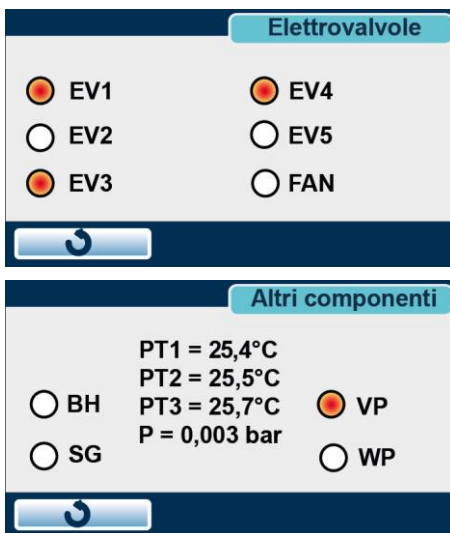 Elettrovalvole
EV1
EV4
EV2
EV5
EV3
FAN
Altri componenti
PT1 = 25,4°C
PT2 = 25,5°C
BH
PT3 = 25,7°C
VP
P = 0,003 bar
SG
WP